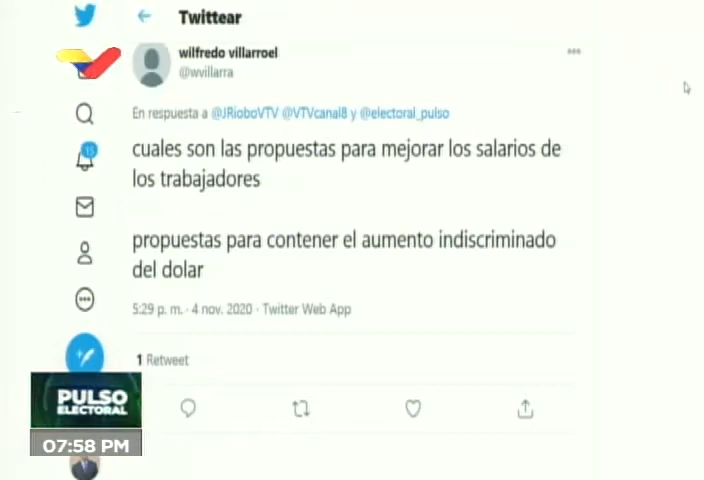 Twittear
wilfredo villarroel
@wvillarra
En respuesta a @JRioboVTV @VTVcanal8 y @electoral_pulso
15
cuales son las propuestas para mejorar los salarios de
los trabajadores
propuestas para contener el aumento indiscriminado
del dolar
5:29 p. m. · 4 nov. 2020 · Twitter Web App
1 Retweet
PULSO
ELECTORAL
07:58 PM